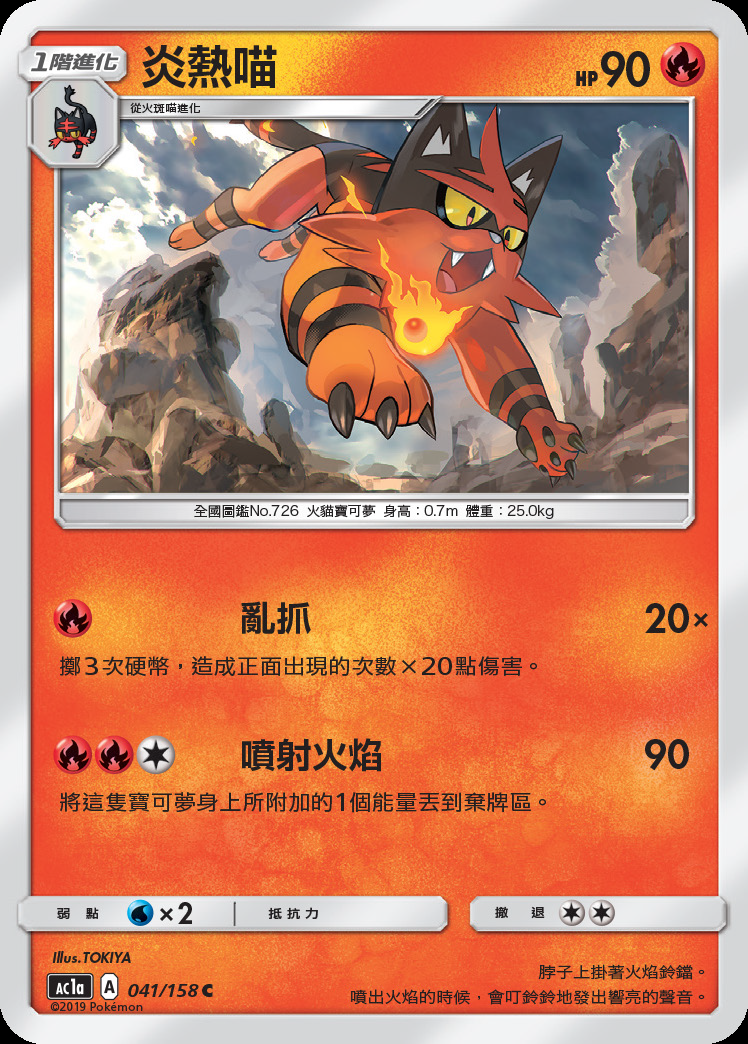 1階進化 炎熱喵 HP90
從火斑喵進化
全國圖鑑No.726 火貓寶可夢 身高：0.7m 體重：25.0kg
亂抓 20×
擲3次硬幣，造成正面出現的次數×20點傷害。
噴射火焰 90
將這隻寶可夢身上所附加的1個能量丟到棄牌區。
弱點 ×2 抵抗力 撤退
Illus.TOKIYA
脖子上掛著火焰鈴鐺。
AC1a A 041/158 C
噴出火焰的時候，會叮鈴鈴地發出響亮的聲音。
©2019 Pokémon